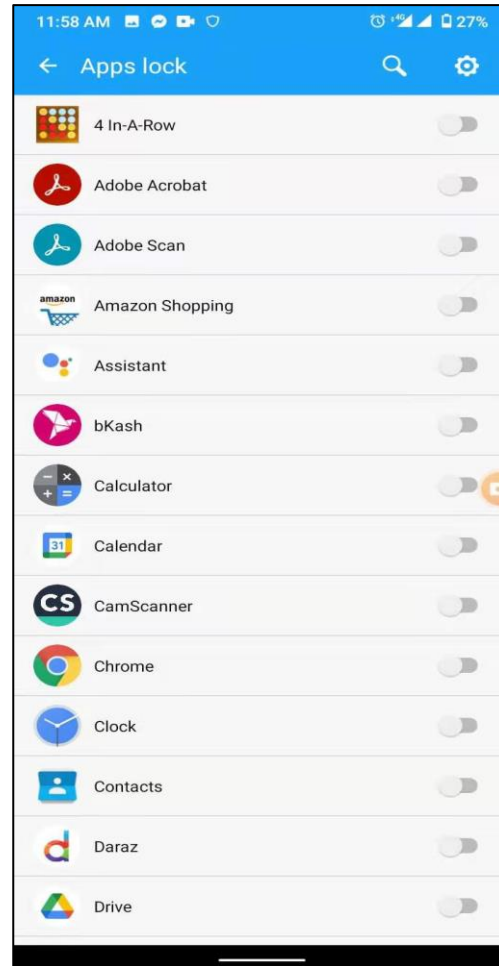 11:58 AM 4G 27%
Apps lock
4 In-A-Row
Adobe Acrobat
Adobe Scan
amazon
Amazon Shopping
Assistant
bKash
Calculator
31
Calendar
CS
CamScanner
Chrome
Clock
Contacts
d
Daraz
Drive